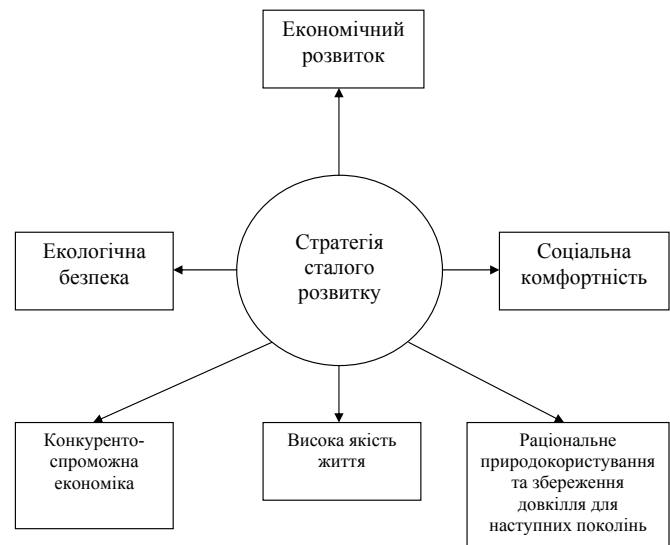 Економічний
розвиток
Екологічна
безпека
Стратегія
сталого
розвитку
Соціальна
комфортність
Конкуренто-
спроможна
економіка
Висока якість
життя
Раціональне
природокористування
та збереження
довкілля для
наступних поколінь